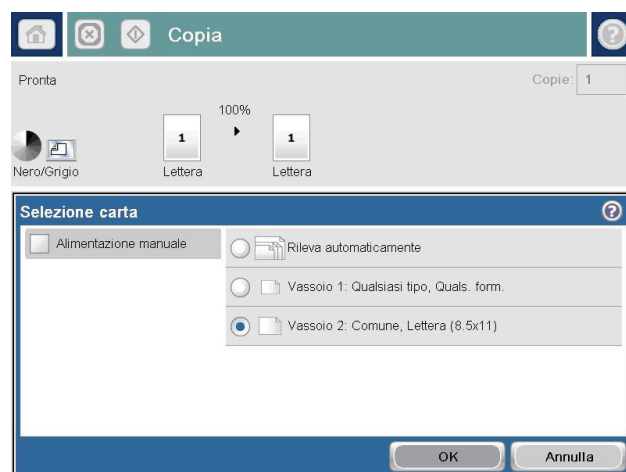 Copia
Pronta
Copie: 1
100%
1
1
Nero/Grigio
Lettera
Lettera
Selezione carta
?
Alimentazione manuale
Rileva automaticamente
Vassoio 1: Qualsiasi tipo, Quals. form.
Vassoio 2: Comune, Lettera (8.5x11)
OK
Annulla